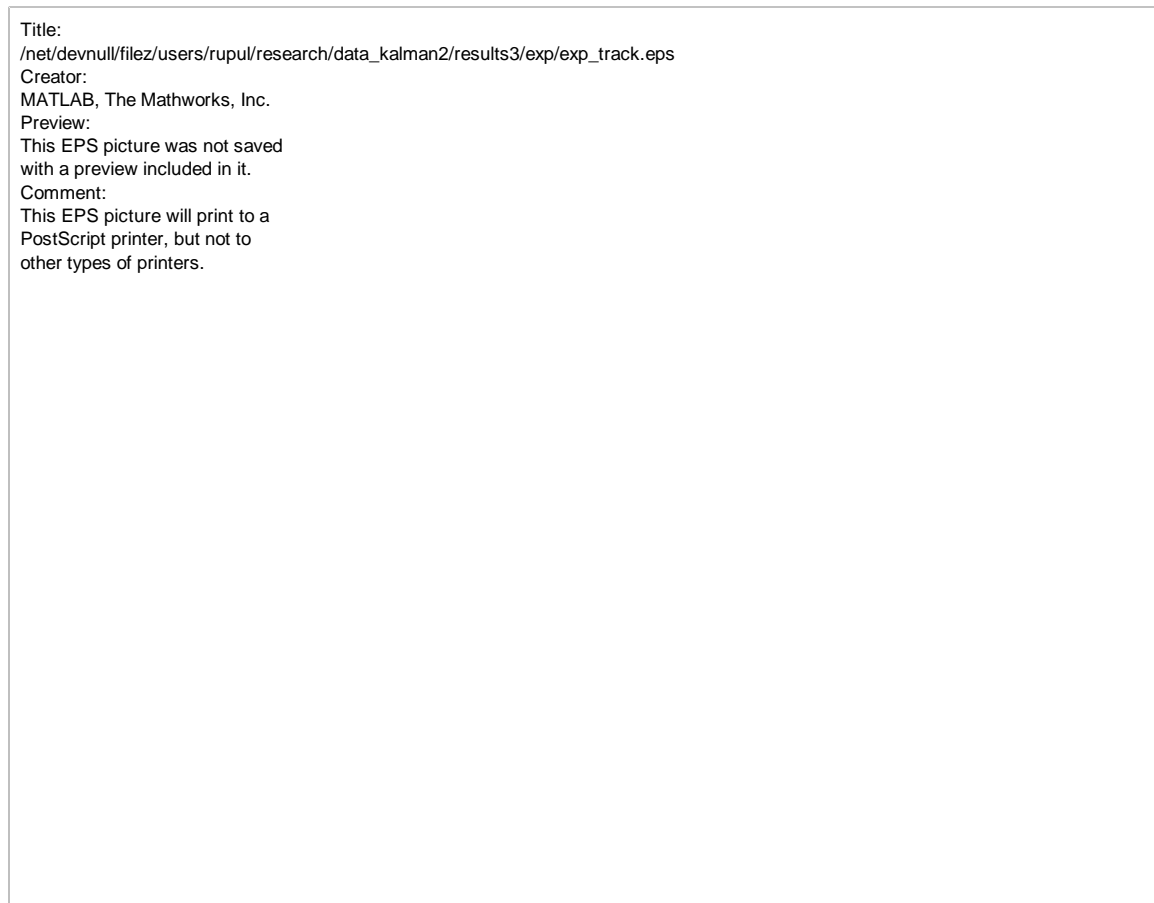 Title:
/net/devnull/filez/users/rupul/research/data_kalman2/results3/exp/exp_track.eps
Creator:
MATLAB, The Mathworks, Inc.
Preview:
This EPS picture was not saved
with a preview included in it.
Comment:
This EPS picture will print to a
PostScript printer, but not to
other types of printers.